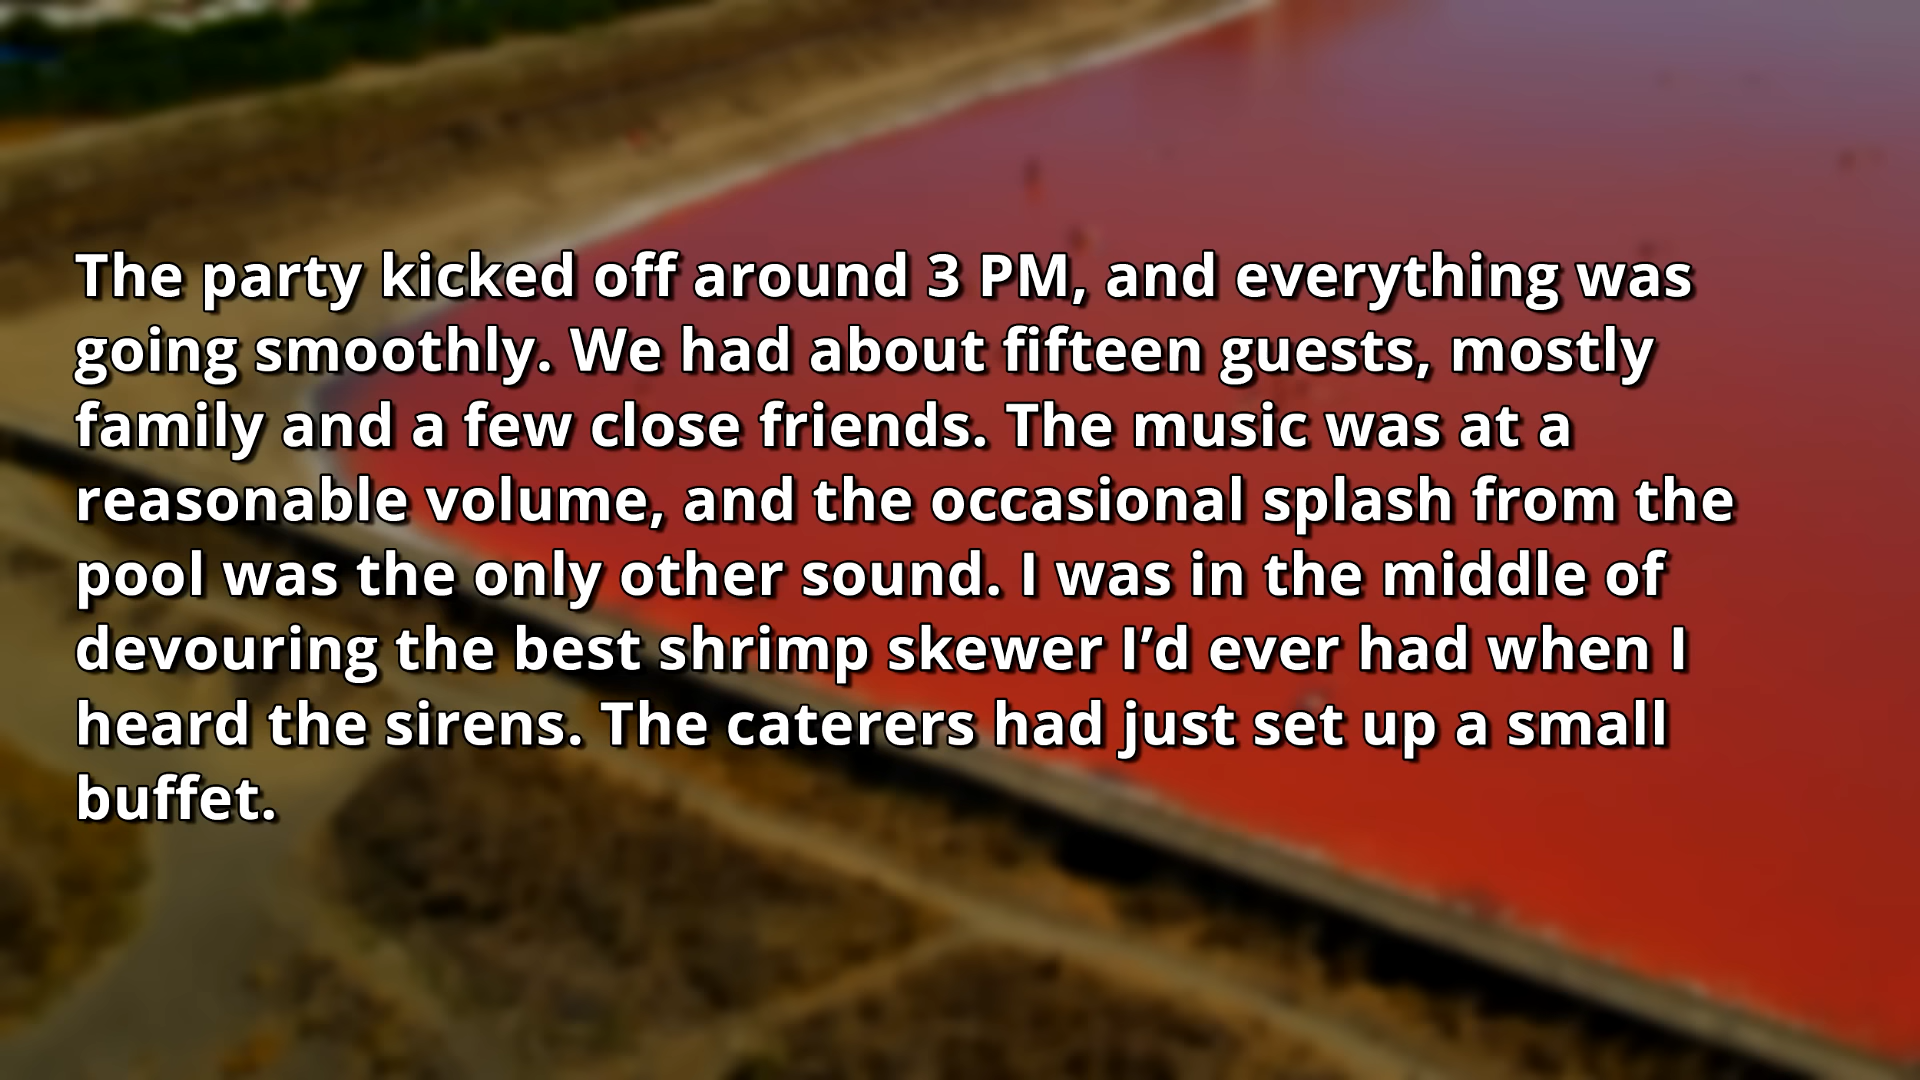 The party kicked off around 3 PM, and everything was
going smoothly. We had about fifteen guests, mostly
family and a few close friends. The music was at a
reasonable volume, and the occasional splash from the
pool was the only other sound. I was in the middle of
devouring the best shrimp skewer I’d ever had when I
heard the sirens. The caterers had just set up a small
buffet.